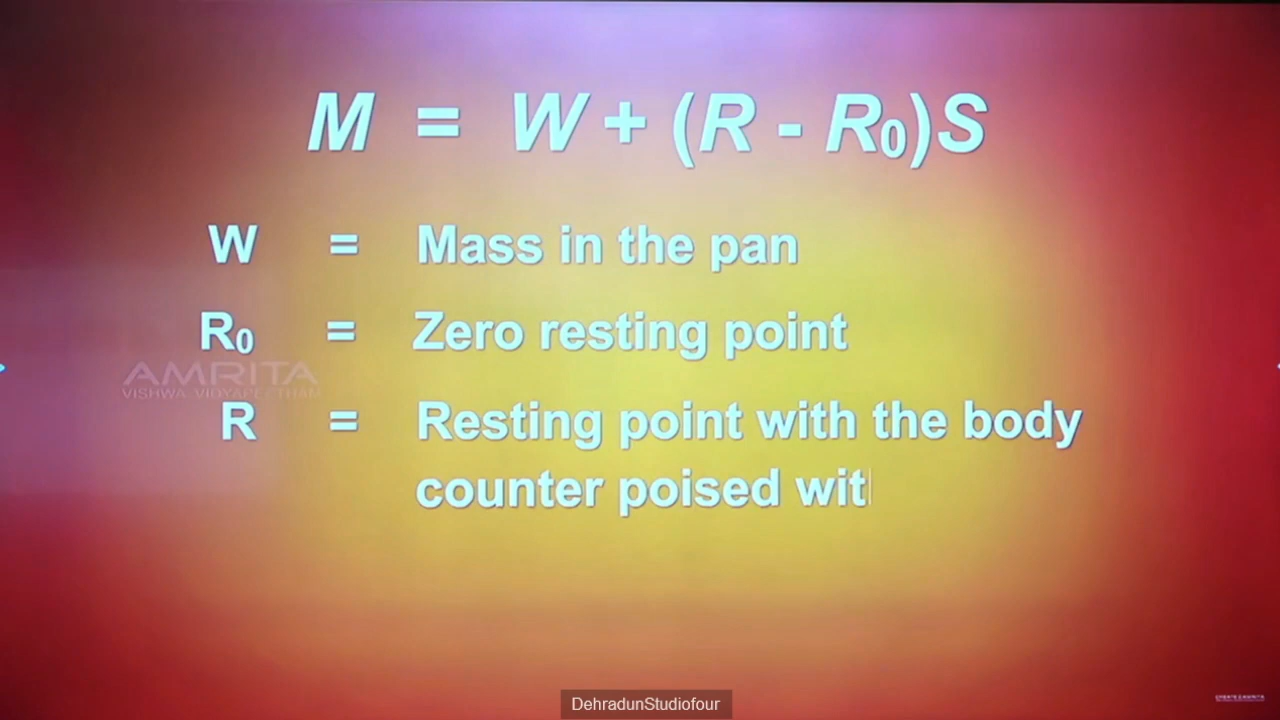 M = W + (R - R₀)S
W = Mass in the pan
R₀ = Zero resting point
AMRITA
VISHWA VIDYAPEETHAM
R = Resting point with the body
counter poised wit
DehradunStudiofour